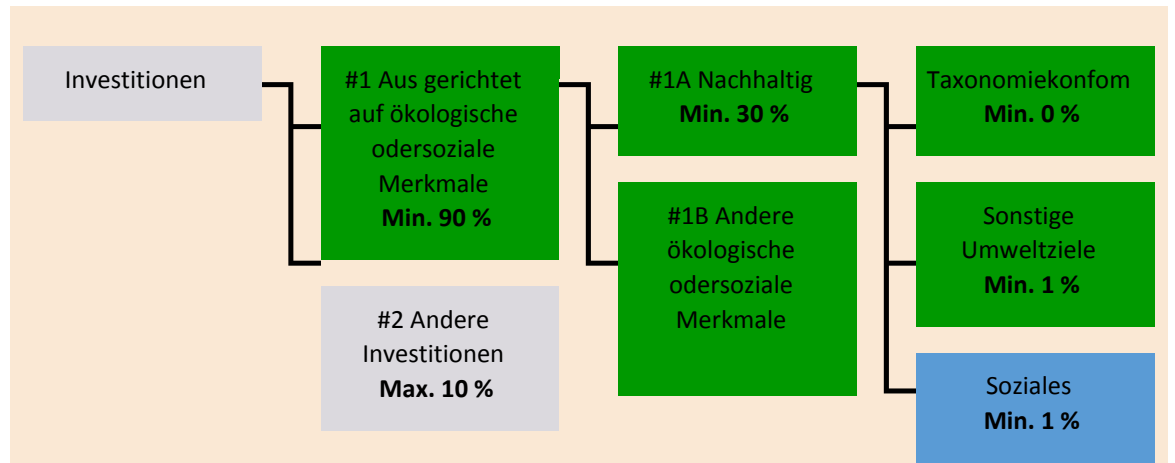 Investitionen
#1 Aus gerichtet
auf ökologische
odersoziale
Merkmale
Min. 90 %
#2 Andere
Investitionen
Max. 10 %
#1A Nachhaltig
Min. 30 %
#1B Andere
ökologische
odersoziale
Merkmale
Taxonomiekonfom
Min. 0 %
Sonstige
Umweltziele
Min. 1 %
Soziales
Min. 1 %